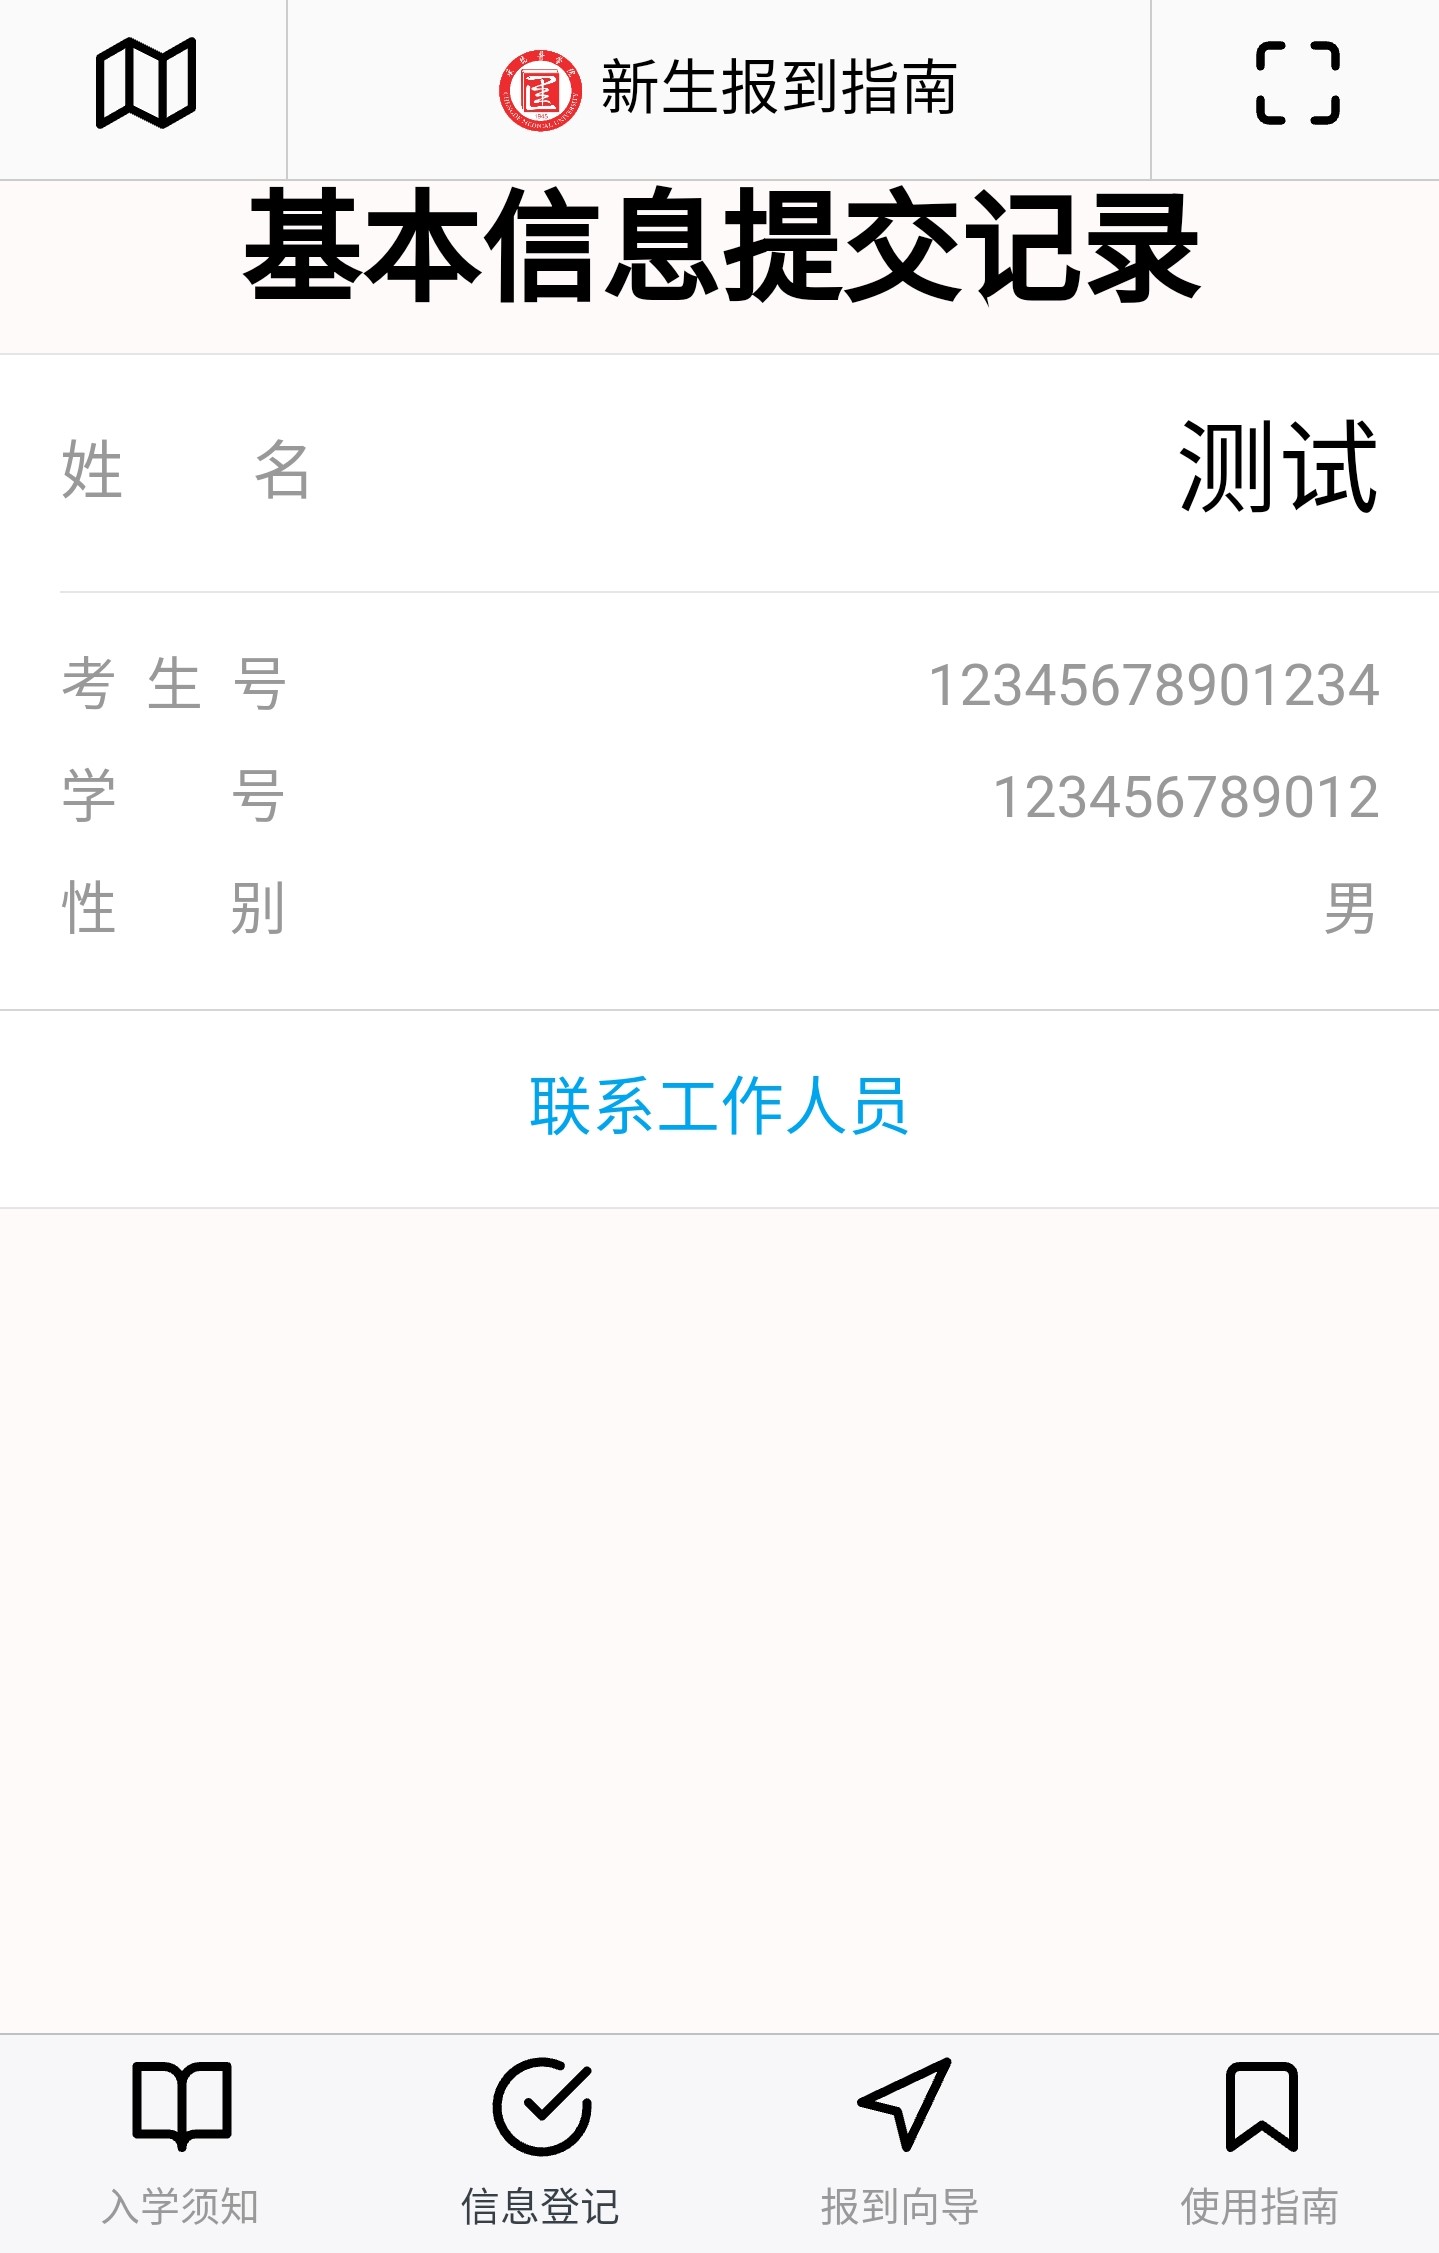 新生报到指南
基本信息提交记录
姓 名 测试
考 生 号 12345678901234
学 号 123456789012
性 别 男
联系工作人员
入学须知 信息登记 报到向导 使用指南